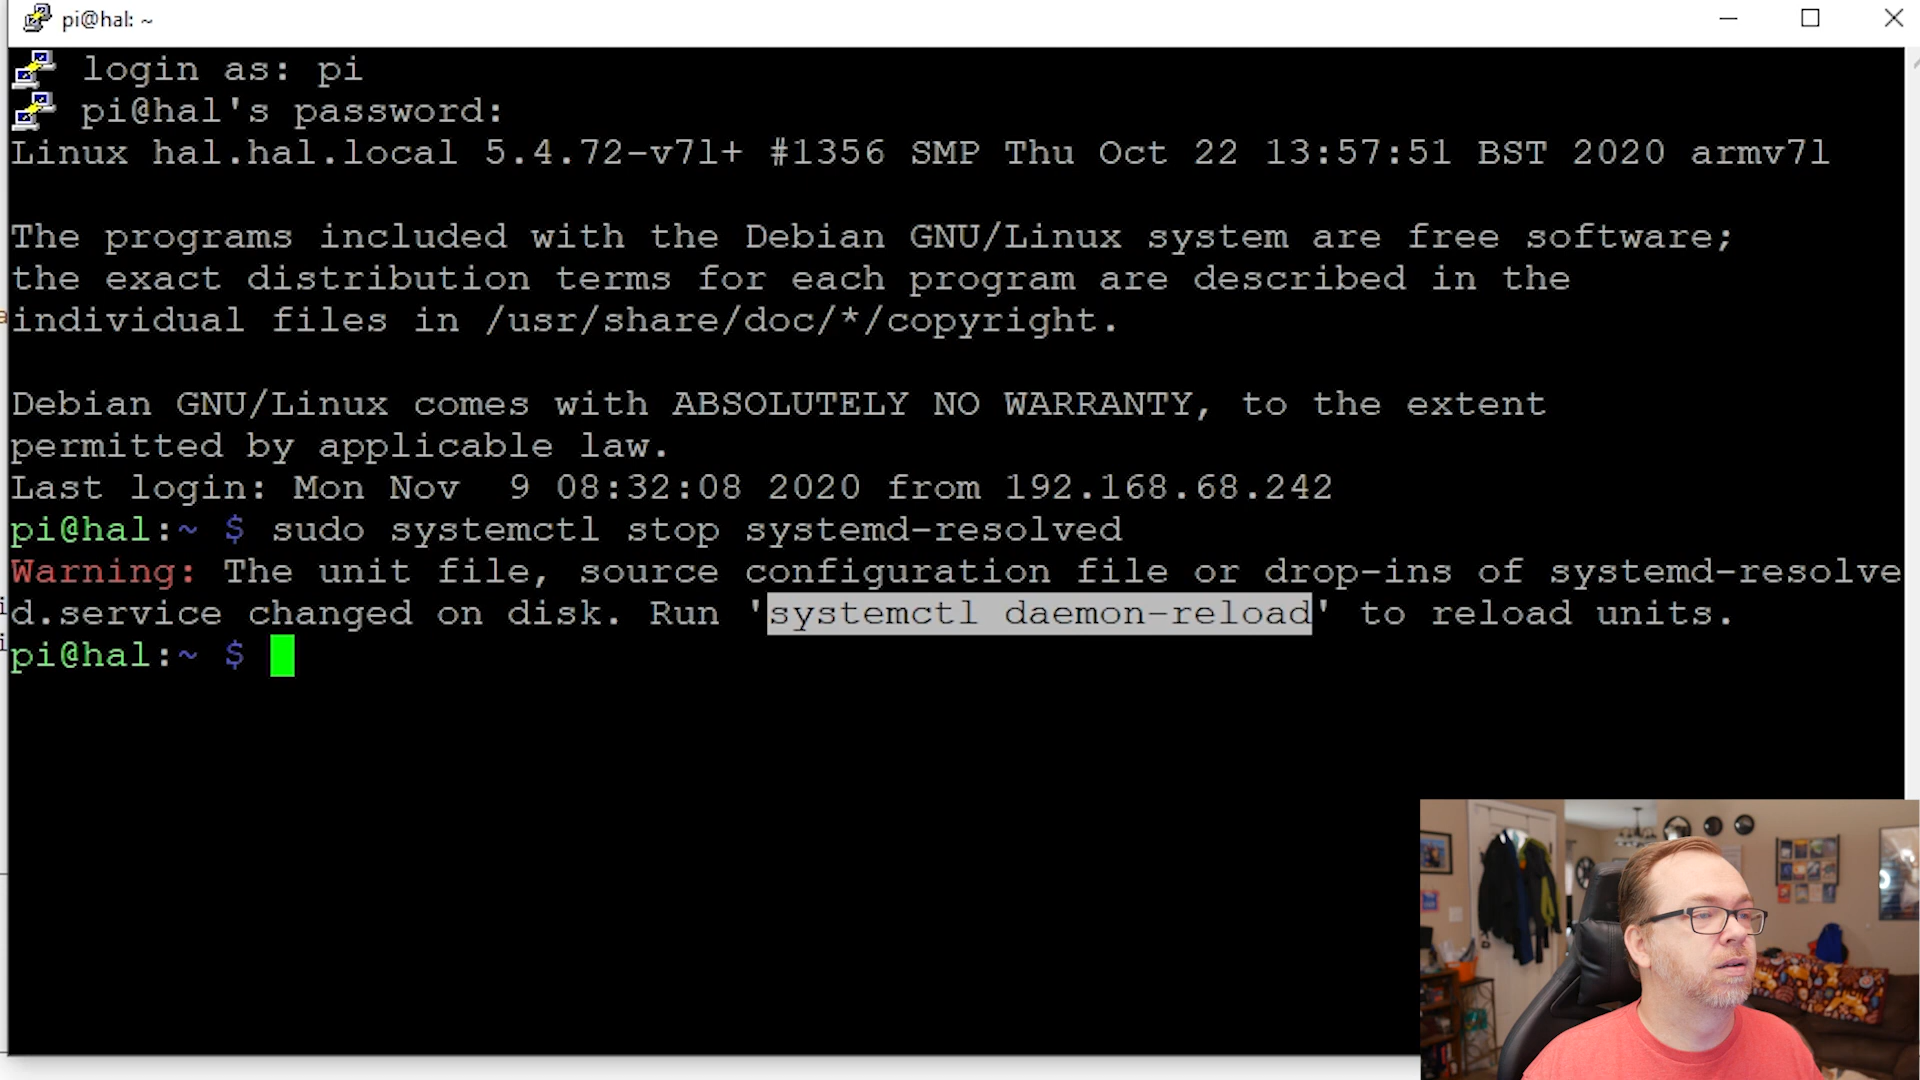 pi@hal: ~
login as: pi
pi@hal's password:
Linux hal.hal.local 5.4.72-v7l+ #1356 SMP Thu Oct 22 13:57:51 BST 2020 armv7l
The programs included with the Debian GNU/Linux system are free software;
the exact distribution terms for each program are described in the
individual files in /usr/share/doc/*/copyright.
Debian GNU/Linux comes with ABSOLUTELY NO WARRANTY, to the extent
permitted by applicable law.
Last login: Mon Nov  9 08:32:08 2020 from 192.168.68.242
pi@hal:~ $ sudo systemctl stop systemd-resolved
Warning: The unit file, source configuration file or drop-ins of systemd-resolve
d.service changed on disk. Run 'systemctl daemon-reload' to reload units.
pi@hal:~ $